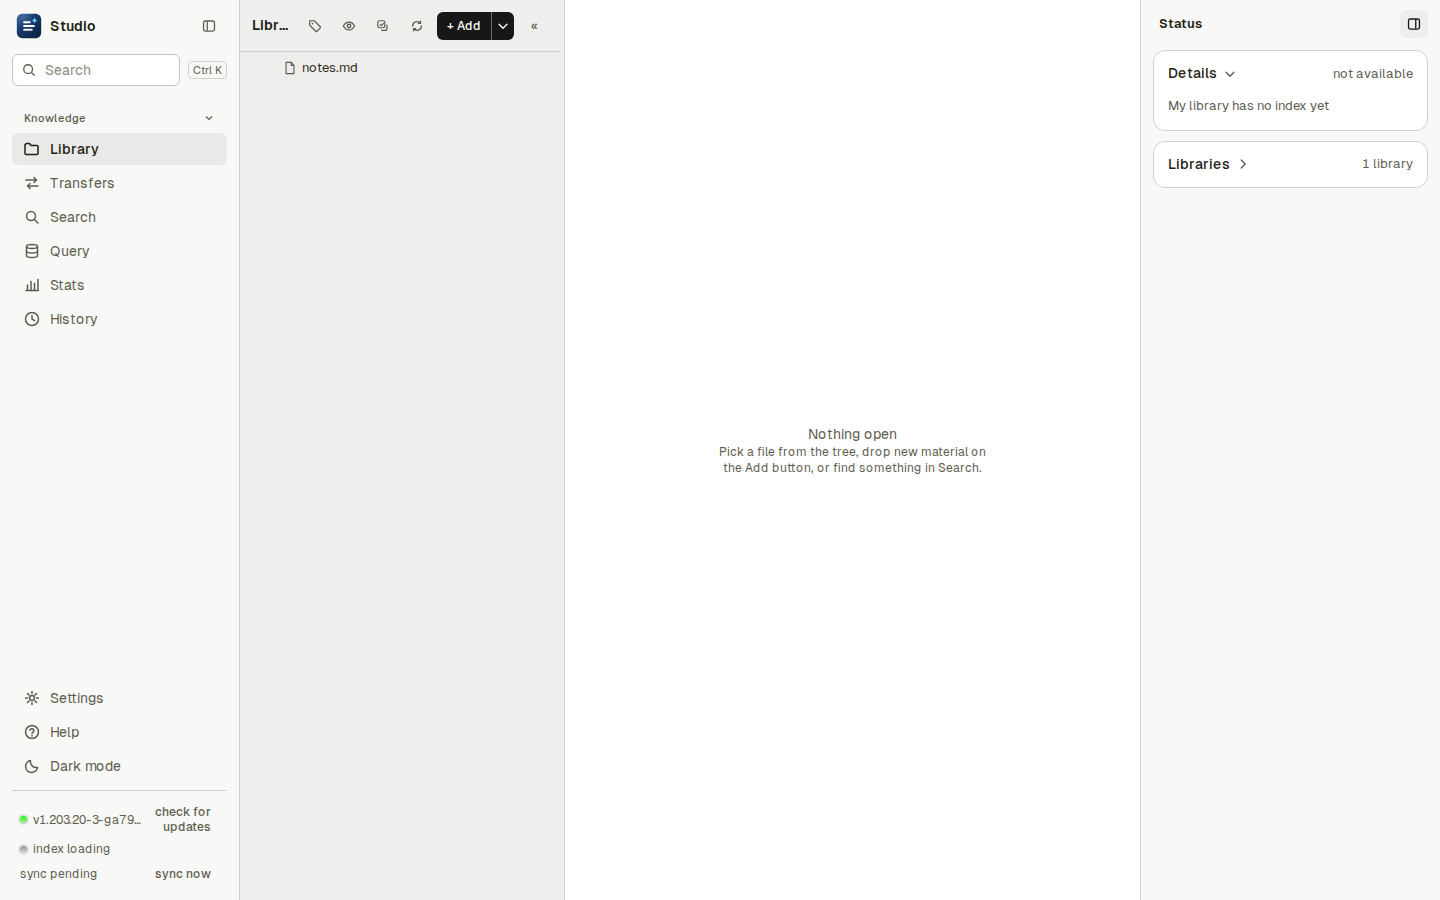 Studio
Search
Ctrl K
Knowledge
Library
Transfers
Search
Query
Stats
History
Settings
Help
Dark mode
v1.203.20-3-ga79…
check for
updates
index loading
sync pending
sync now
Libr…
+ Add
«
notes.md
Nothing open
Pick a file from the tree, drop new material on
the Add button, or find something in Search.
Status
Details
not available
My library has no index yet
Libraries
1 library